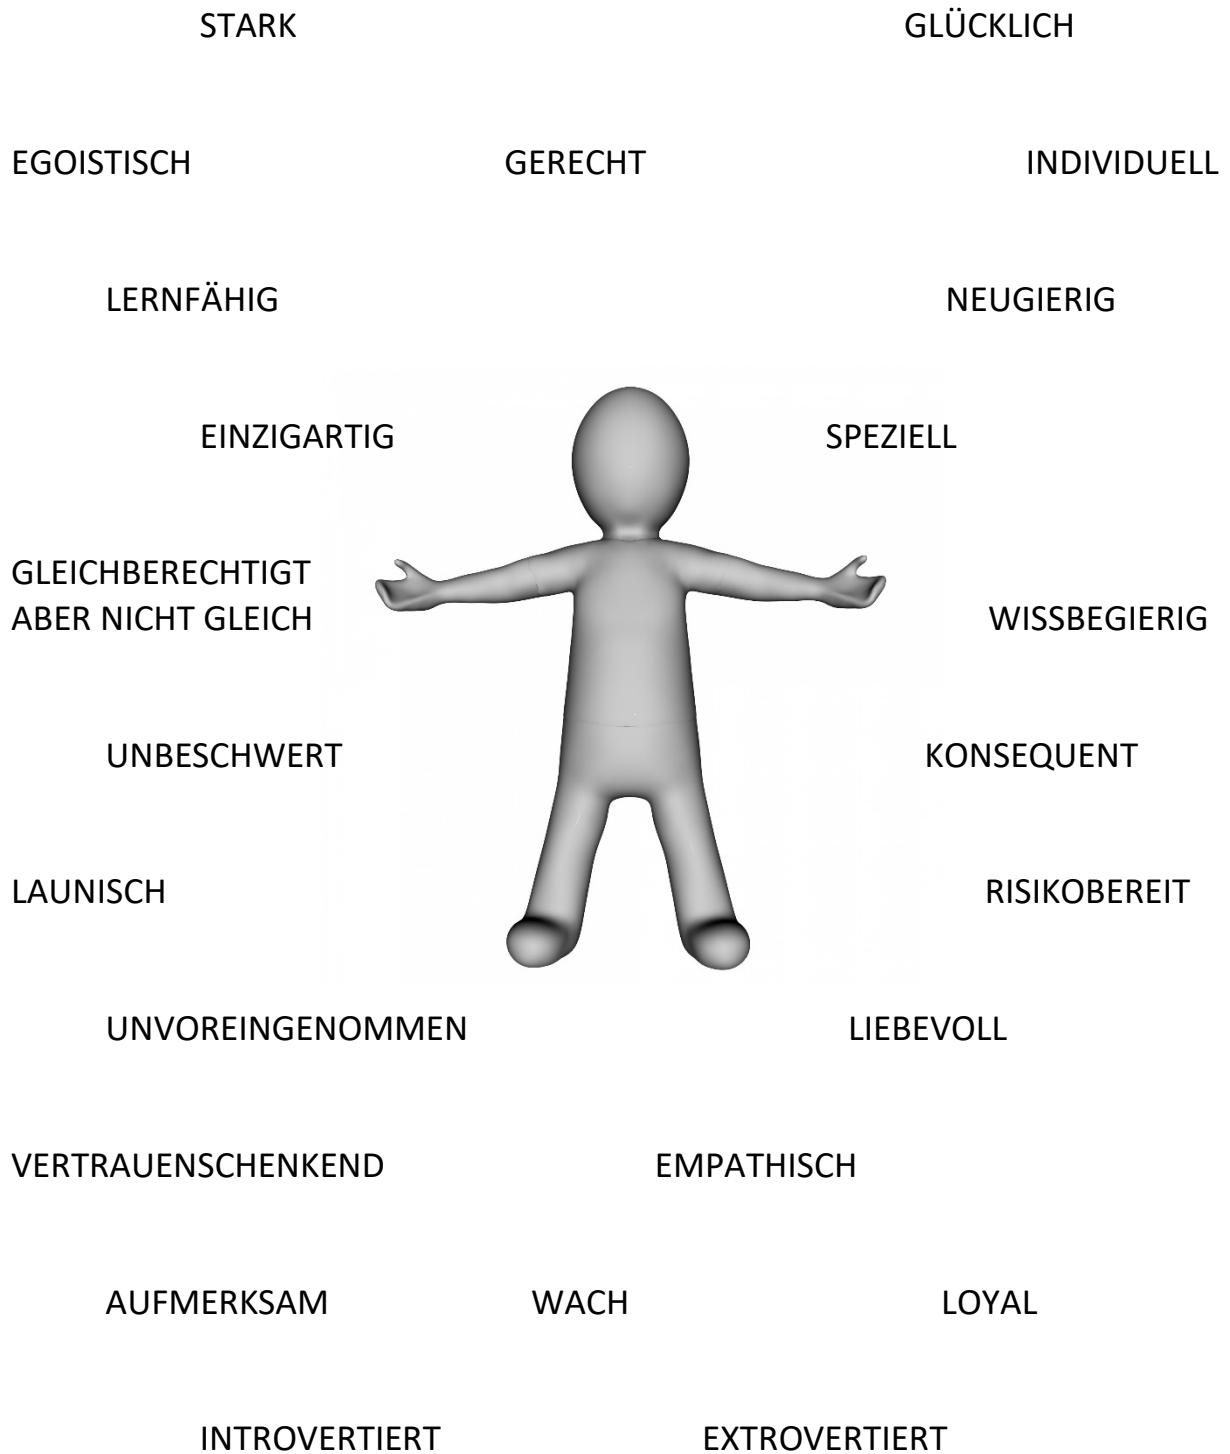 STARK GLÜCKLICH
EGOISTISCH GERECHT INDIVIDUELL
LERNFÄHIG NEUGIERIG
EINZIGARTIG SPEZIELL
GLEICHBERECHTIGT
ABER NICHT GLEICH WISSBEGIERIG
UNBESCHWERT KONSEQUENT
LAUNISCH RISIKOBEREIT
UNVOREINGENOMMEN LIEBEVOLL
VERTRAUENSCHENKEND EMPATHISCH
AUFMERKSAM WACH LOYAL
INTROVERTIERT EXTROVERTIERT